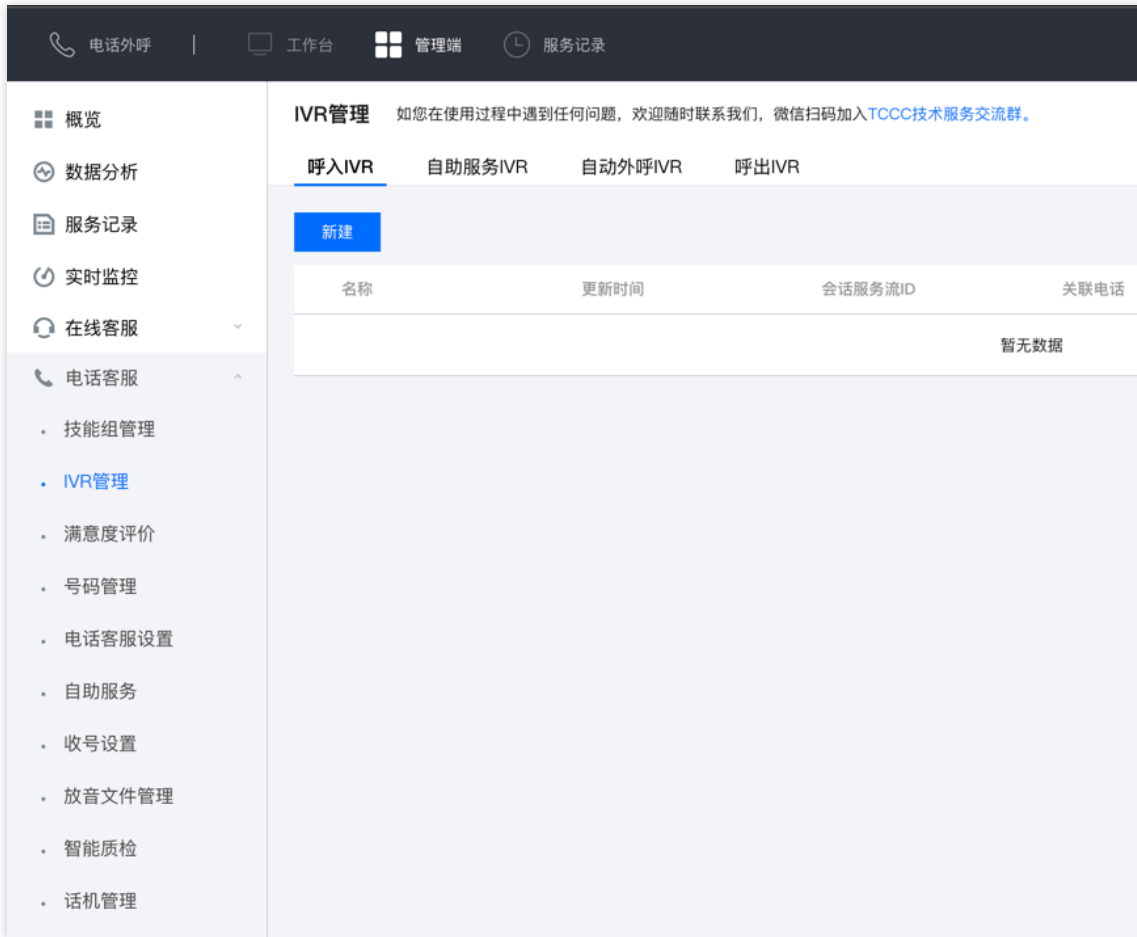 电话外呼 | 工作台 管理端 服务记录
概览
数据分析
服务记录
实时监控
在线客服
电话客服
技能组管理
IVR管理
满意度评价
号码管理
电话客服设置
自助服务
收号设置
放音文件管理
智能质检
话机管理
IVR管理 如您在使用过程中遇到任何问题，欢迎随时联系我们，微信扫码加入TCCC技术服务交流群。
呼入IVR 自助服务IVR 自动外呼IVR 呼出IVR
新建
名称 更新时间 会话服务流ID 关联电话
暂无数据